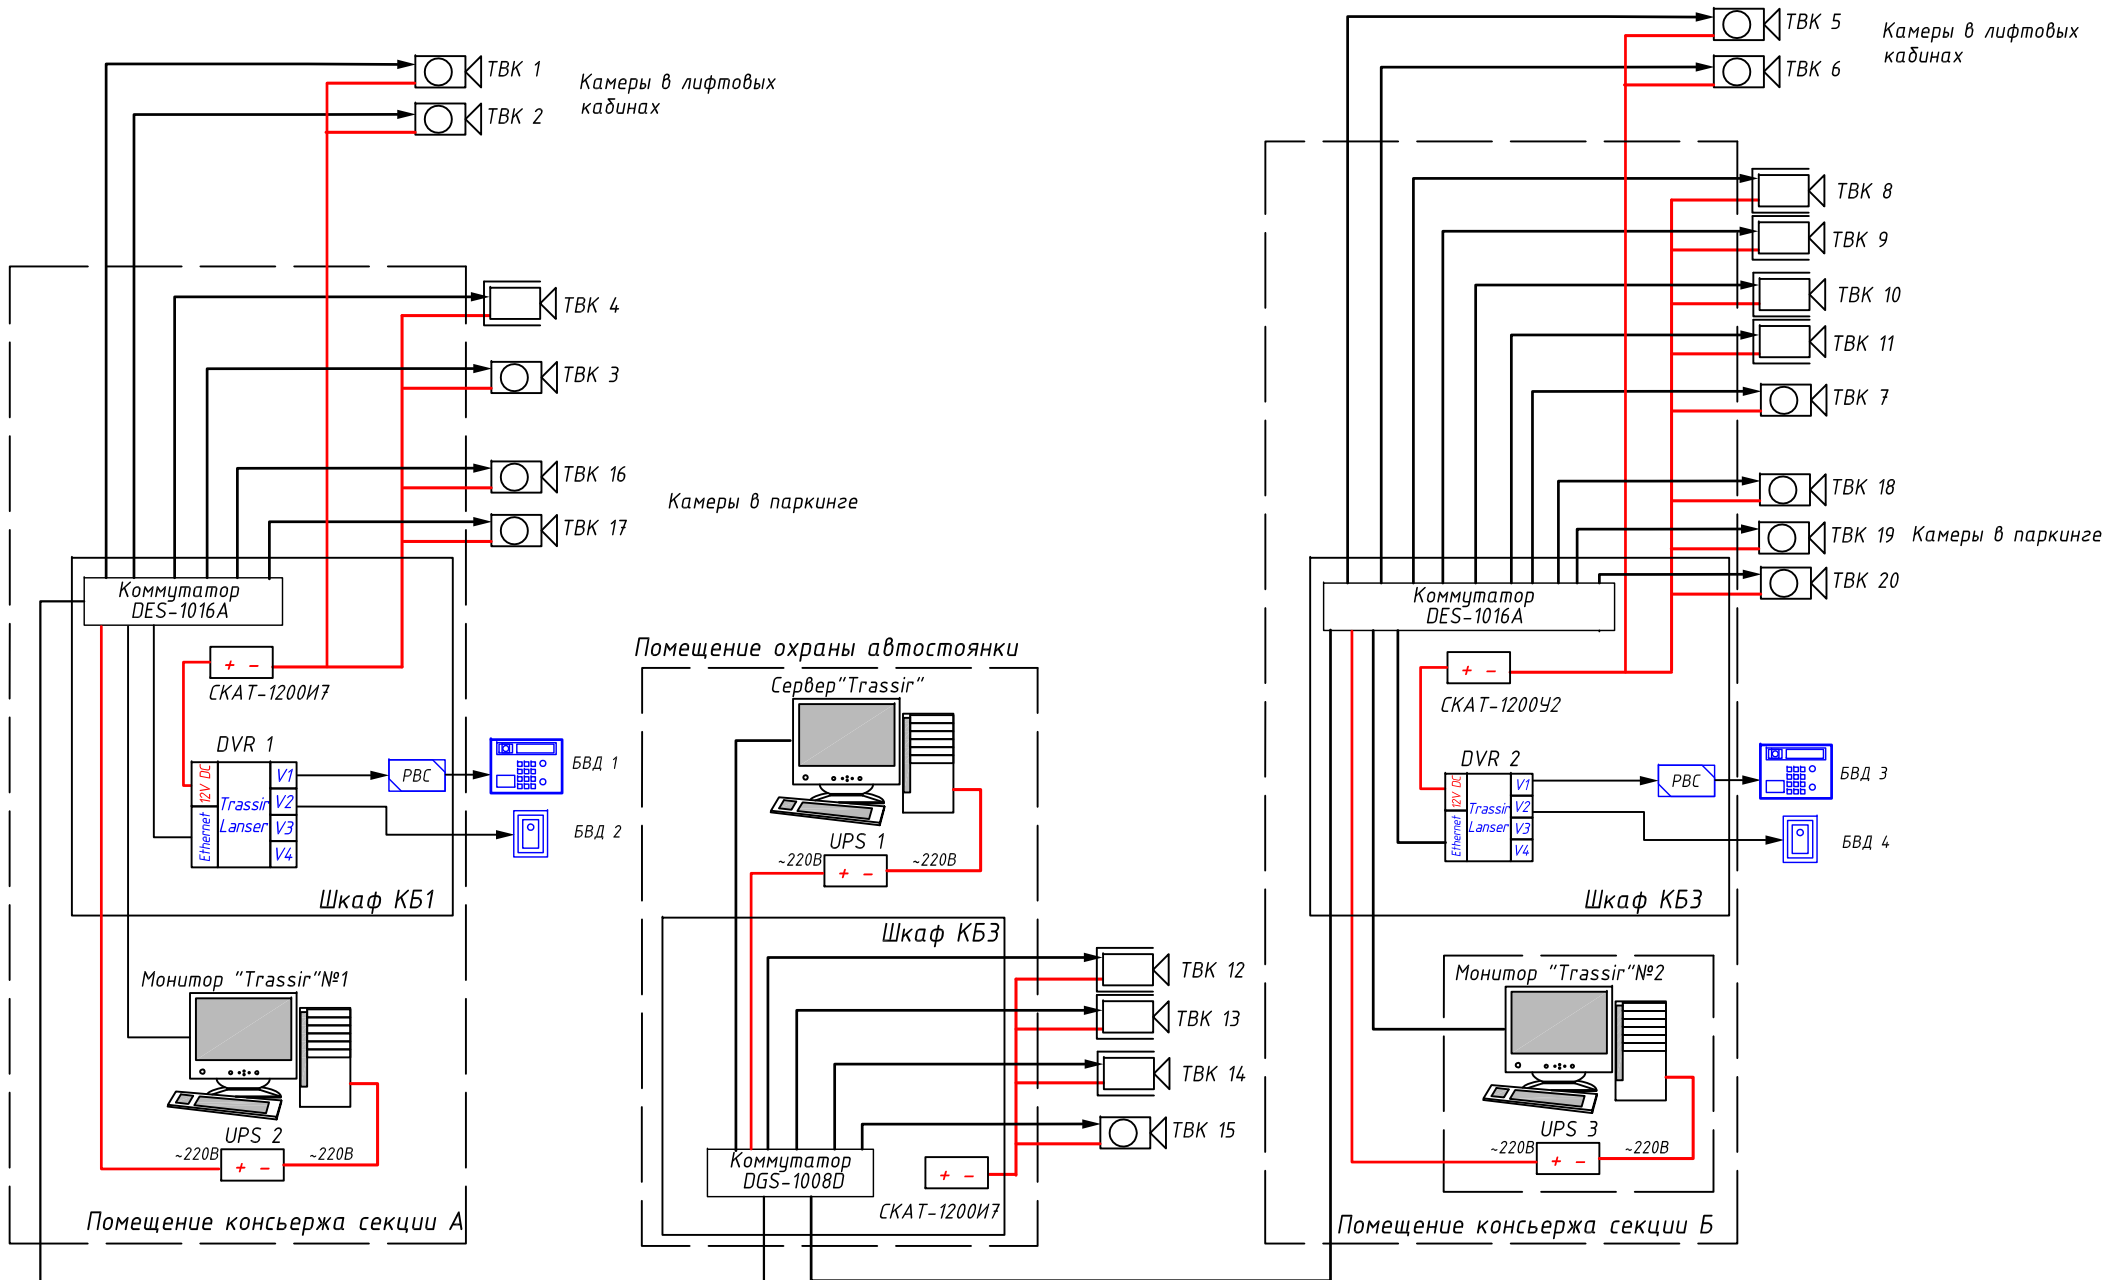 ТВК 1
ТВК 2
Камеры в лифтовых
кабинах
ТВК 4
ТВК 3
ТВК 16
ТВК 17
Камеры в паркинге
Коммутатор
DES-1016A
+ -
СКАТ-1200И7
DVR 1
12V DC
Ethernet
Trassir
Lanser
V1
V2
V3
V4
РВС
БВД 1
БВД 2
Шкаф КБ1
Монитор "Trassir"№1
UPS 2
~220В
+ -
~220В
Помещение консьержа секции А
Помещение охраны автостоянки
Сервер"Trassir"
UPS 1
~220В
+ -
~220В
Шкаф КБ3
ТВК 12
ТВК 13
ТВК 14
ТВК 15
Коммутатор
DGS-1008D
+ -
СКАТ-1200И7
ТВК 5
ТВК 6
Камеры в лифтовых
кабинах
ТВК 8
ТВК 9
ТВК 10
ТВК 11
ТВК 7
ТВК 18
ТВК 19
Камеры в паркинге
ТВК 20
Коммутатор
DES-1016A
+ -
СКАТ-1200У2
DVR 2
12V DC
Ethernet
Trassir
Lanser
V1
V2
V3
V4
РВС
БВД 3
БВД 4
Шкаф КБ3
Монитор "Trassir"№2
UPS 3
~220В
+ -
~220В
Помещение консьержа секции Б